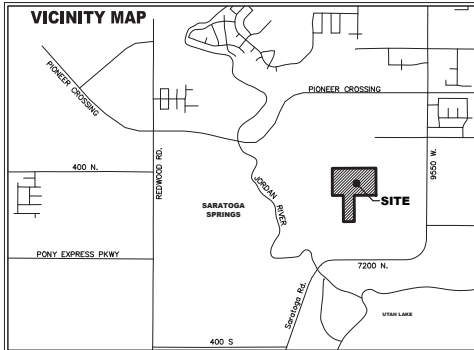 VICINITY MAP
PIONEER CROSSING
PIONEER CROSSING
REDWOOD RD.
9550 W.
400 N.
JORDAN RIVER
SITE
SARATOGA
SPRINGS
PONY EXPRESS PKWY
7200 N.
Saratoga Rd.
UTAH LAKE
400 S